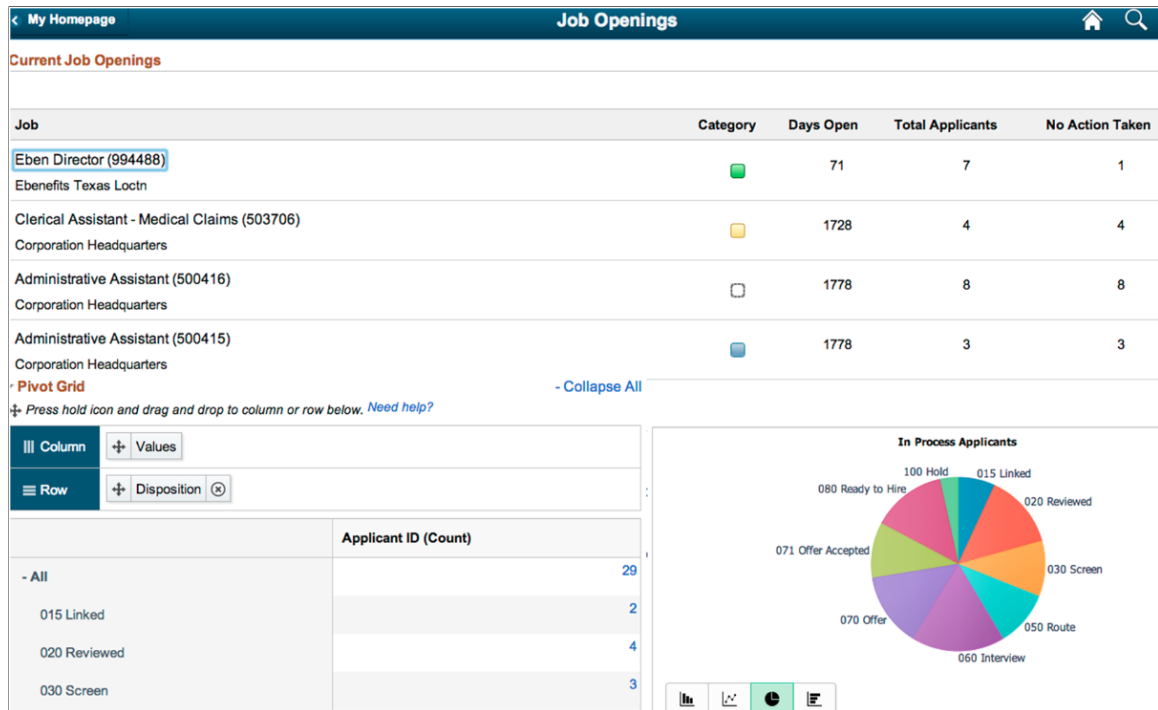 My Homepage
Job Openings
Current Job Openings
Job Category Days Open Total Applicants No Action Taken
Eben Director (994488) 71 7 1
Ebenefits Texas Loctn
Clerical Assistant - Medical Claims (503706) 1728 4 4
Corporation Headquarters
Administrative Assistant (500416) 1778 8 8
Corporation Headquarters
Administrative Assistant (500415) 1778 3 3
Corporation Headquarters
Pivot Grid - Collapse All
Press hold icon and drag and drop to column or row below. Need help?
Column Values
Row Disposition
Applicant ID (Count)
- All 29
015 Linked 2
020 Reviewed 4
030 Screen 3
In Process Applicants
100 Hold
015 Linked
080 Ready to Hire
020 Reviewed
071 Offer Accepted
030 Screen
070 Offer
050 Route
060 Interview